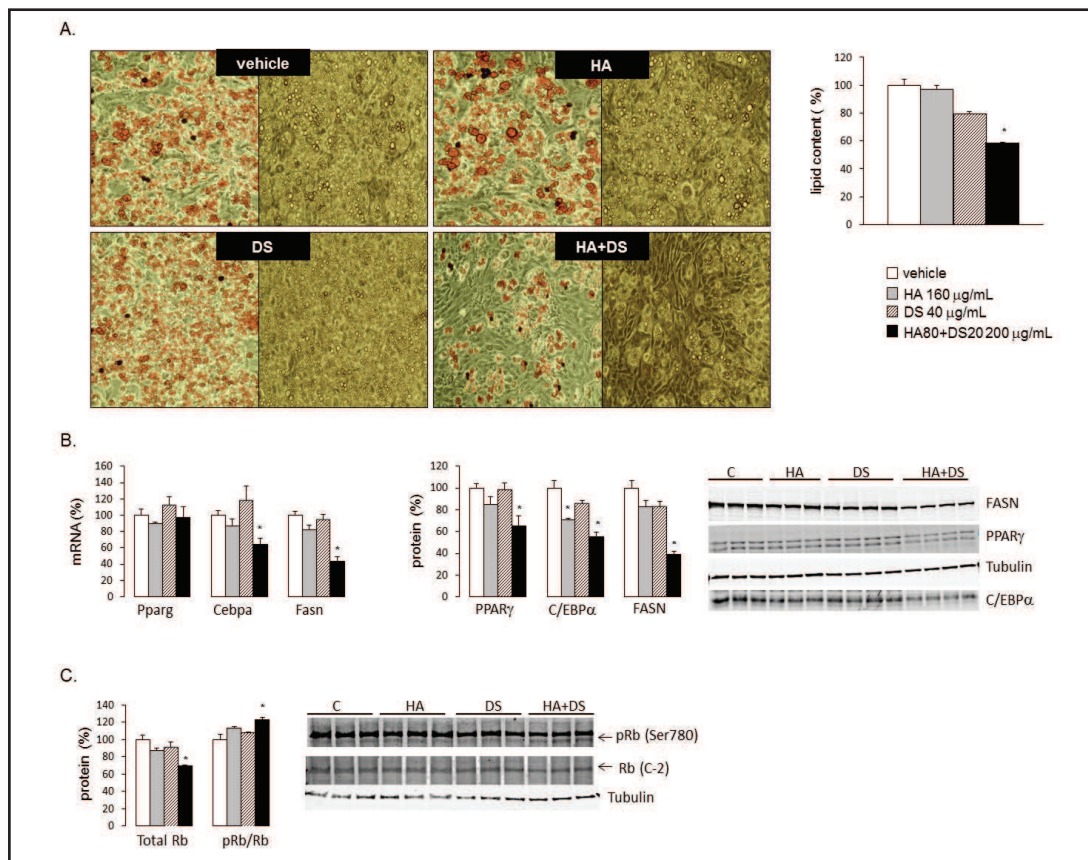 A.
vehicle
HA
DS
HA+DS
120
100
80
60
40
20
0
lipid content ( %)
*
vehicle
HA 160 µg/mL
DS 40 µg/mL
HA80+DS20 200 µg/mL
B.
160
140
120
100
80
60
40
20
0
mRNA (%)
* *
Pparg Cebpa Fasn
120
100
80
60
40
20
0
protein (%)
* * * *
PPARγ C/EBPα FASN
C HA DS HA+DS
FASN
PPARγ
Tubulin
C/EBPα
C.
140
120
100
80
60
40
20
0
protein (%)
* *
Total Rb pRb/Rb
C HA DS HA+DS
pRb (Ser780)
Rb (C-2)
Tubulin